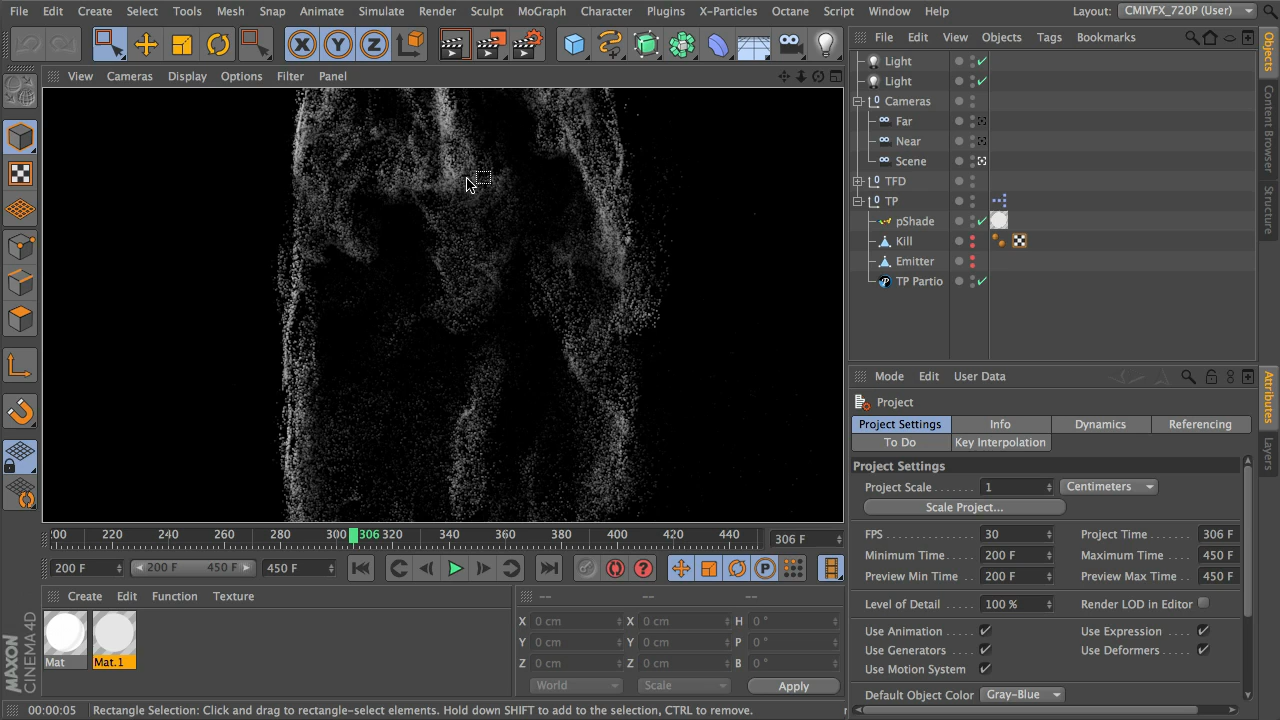 File Edit Create Select Tools Mesh Snap Animate Simulate Render Sculpt MoGraph Character Plugins X-Particles Octane Script Window Help Layout: CMIVFX_720P (User)
X Y Z
File Edit View Objects Tags Bookmarks
View Cameras Display Options Filter Panel
Light
Light
Cameras
Far
Near
Scene
TFD
TP
pShade
Kill
Emitter
TP Partio
Objects
Content Browser
Structure
Mode Edit User Data
Project
Project Settings Info Dynamics Referencing
To Do Key Interpolation
Project Settings
Project Scale 1 Centimeters
Scale Project...
FPS 30 Project Time 306 F
Minimum Time 200 F Maximum Time 450 F
Preview Min Time 200 F Preview Max Time 450 F
Level of Detail 100 % Render LOD in Editor
Use Animation Use Expression
Use Generators Use Deformers
Use Motion System
Default Object Color Gray-Blue
Attributes
Layers
220 240 260 280 300 306 320 340 360 380 400 420 440 306 F
200 F 200 F 450 F 450 F
P
Create Edit Function Texture
Mat Mat.1
-- -- --
X 0 cm X 0 cm H 0 °
Y 0 cm Y 0 cm P 0 °
Z 0 cm Z 0 cm B 0 °
World Scale Apply
MAXON
CINEMA 4D
00:00:05 Rectangle Selection: Click and drag to rectangle-select elements. Hold down SHIFT to add to the selection, CTRL to remove.